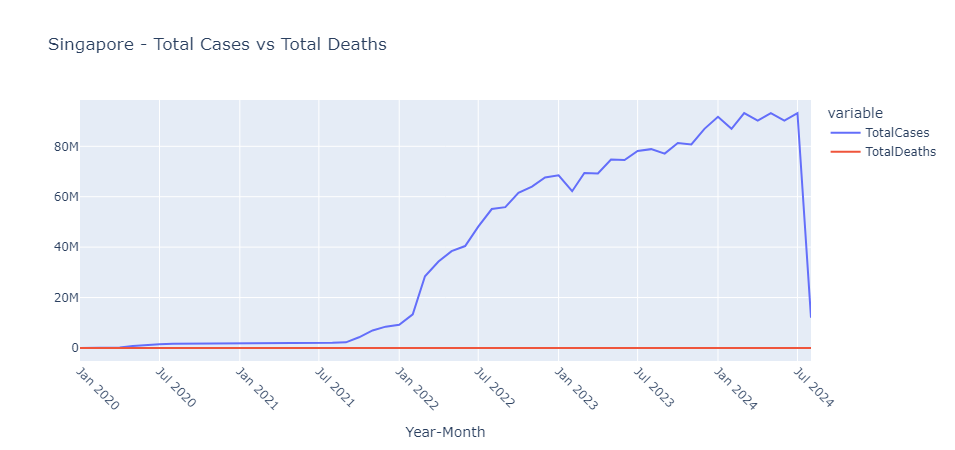 Singapore - Total Cases vs Total Deaths
variable
TotalCases
TotalDeaths
80M
60M
40M
20M
0
Jan 2020
Jul 2020
Jan 2021
Jul 2021
Jan 2022
Jul 2022
Jan 2023
Jul 2023
Jan 2024
Jul 2024
Year-Month